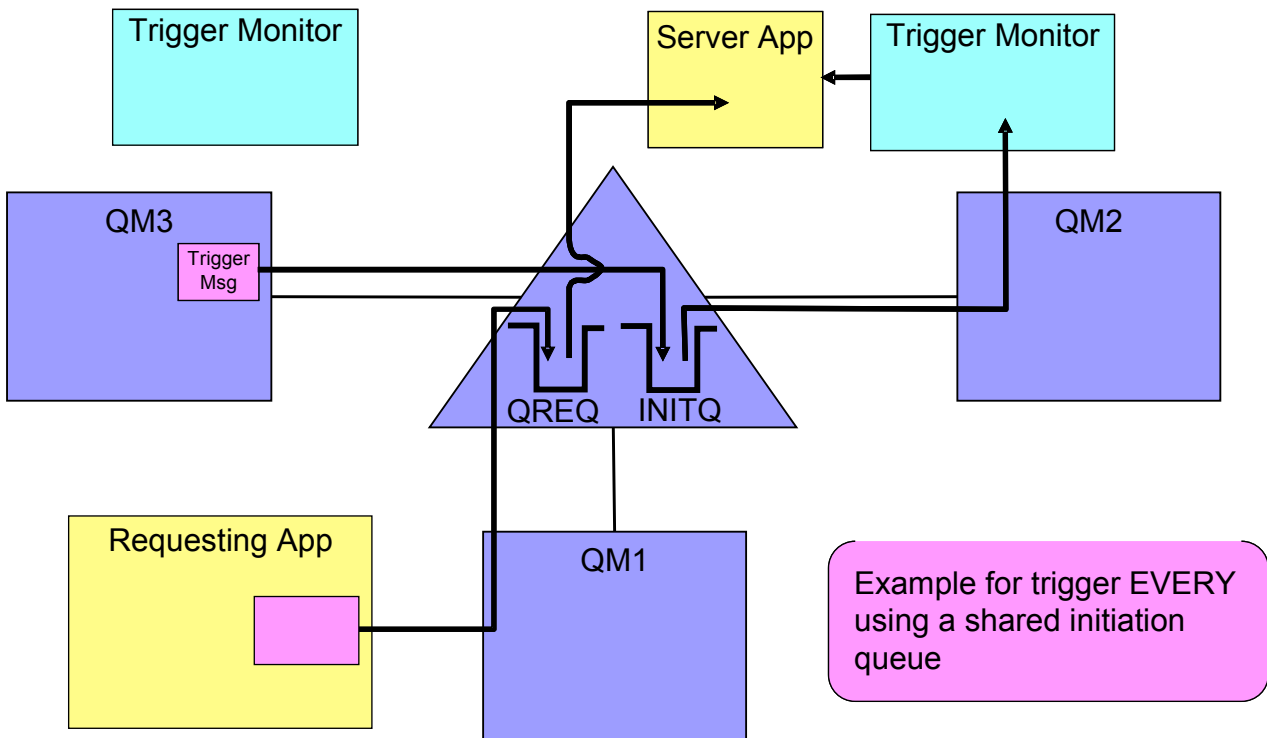 Trigger Monitor
Server App
Trigger Monitor
QM3
Trigger
Msg
QM2
QREQ
INITQ
Requesting App
QM1
Example for trigger EVERY
using a shared initiation
queue